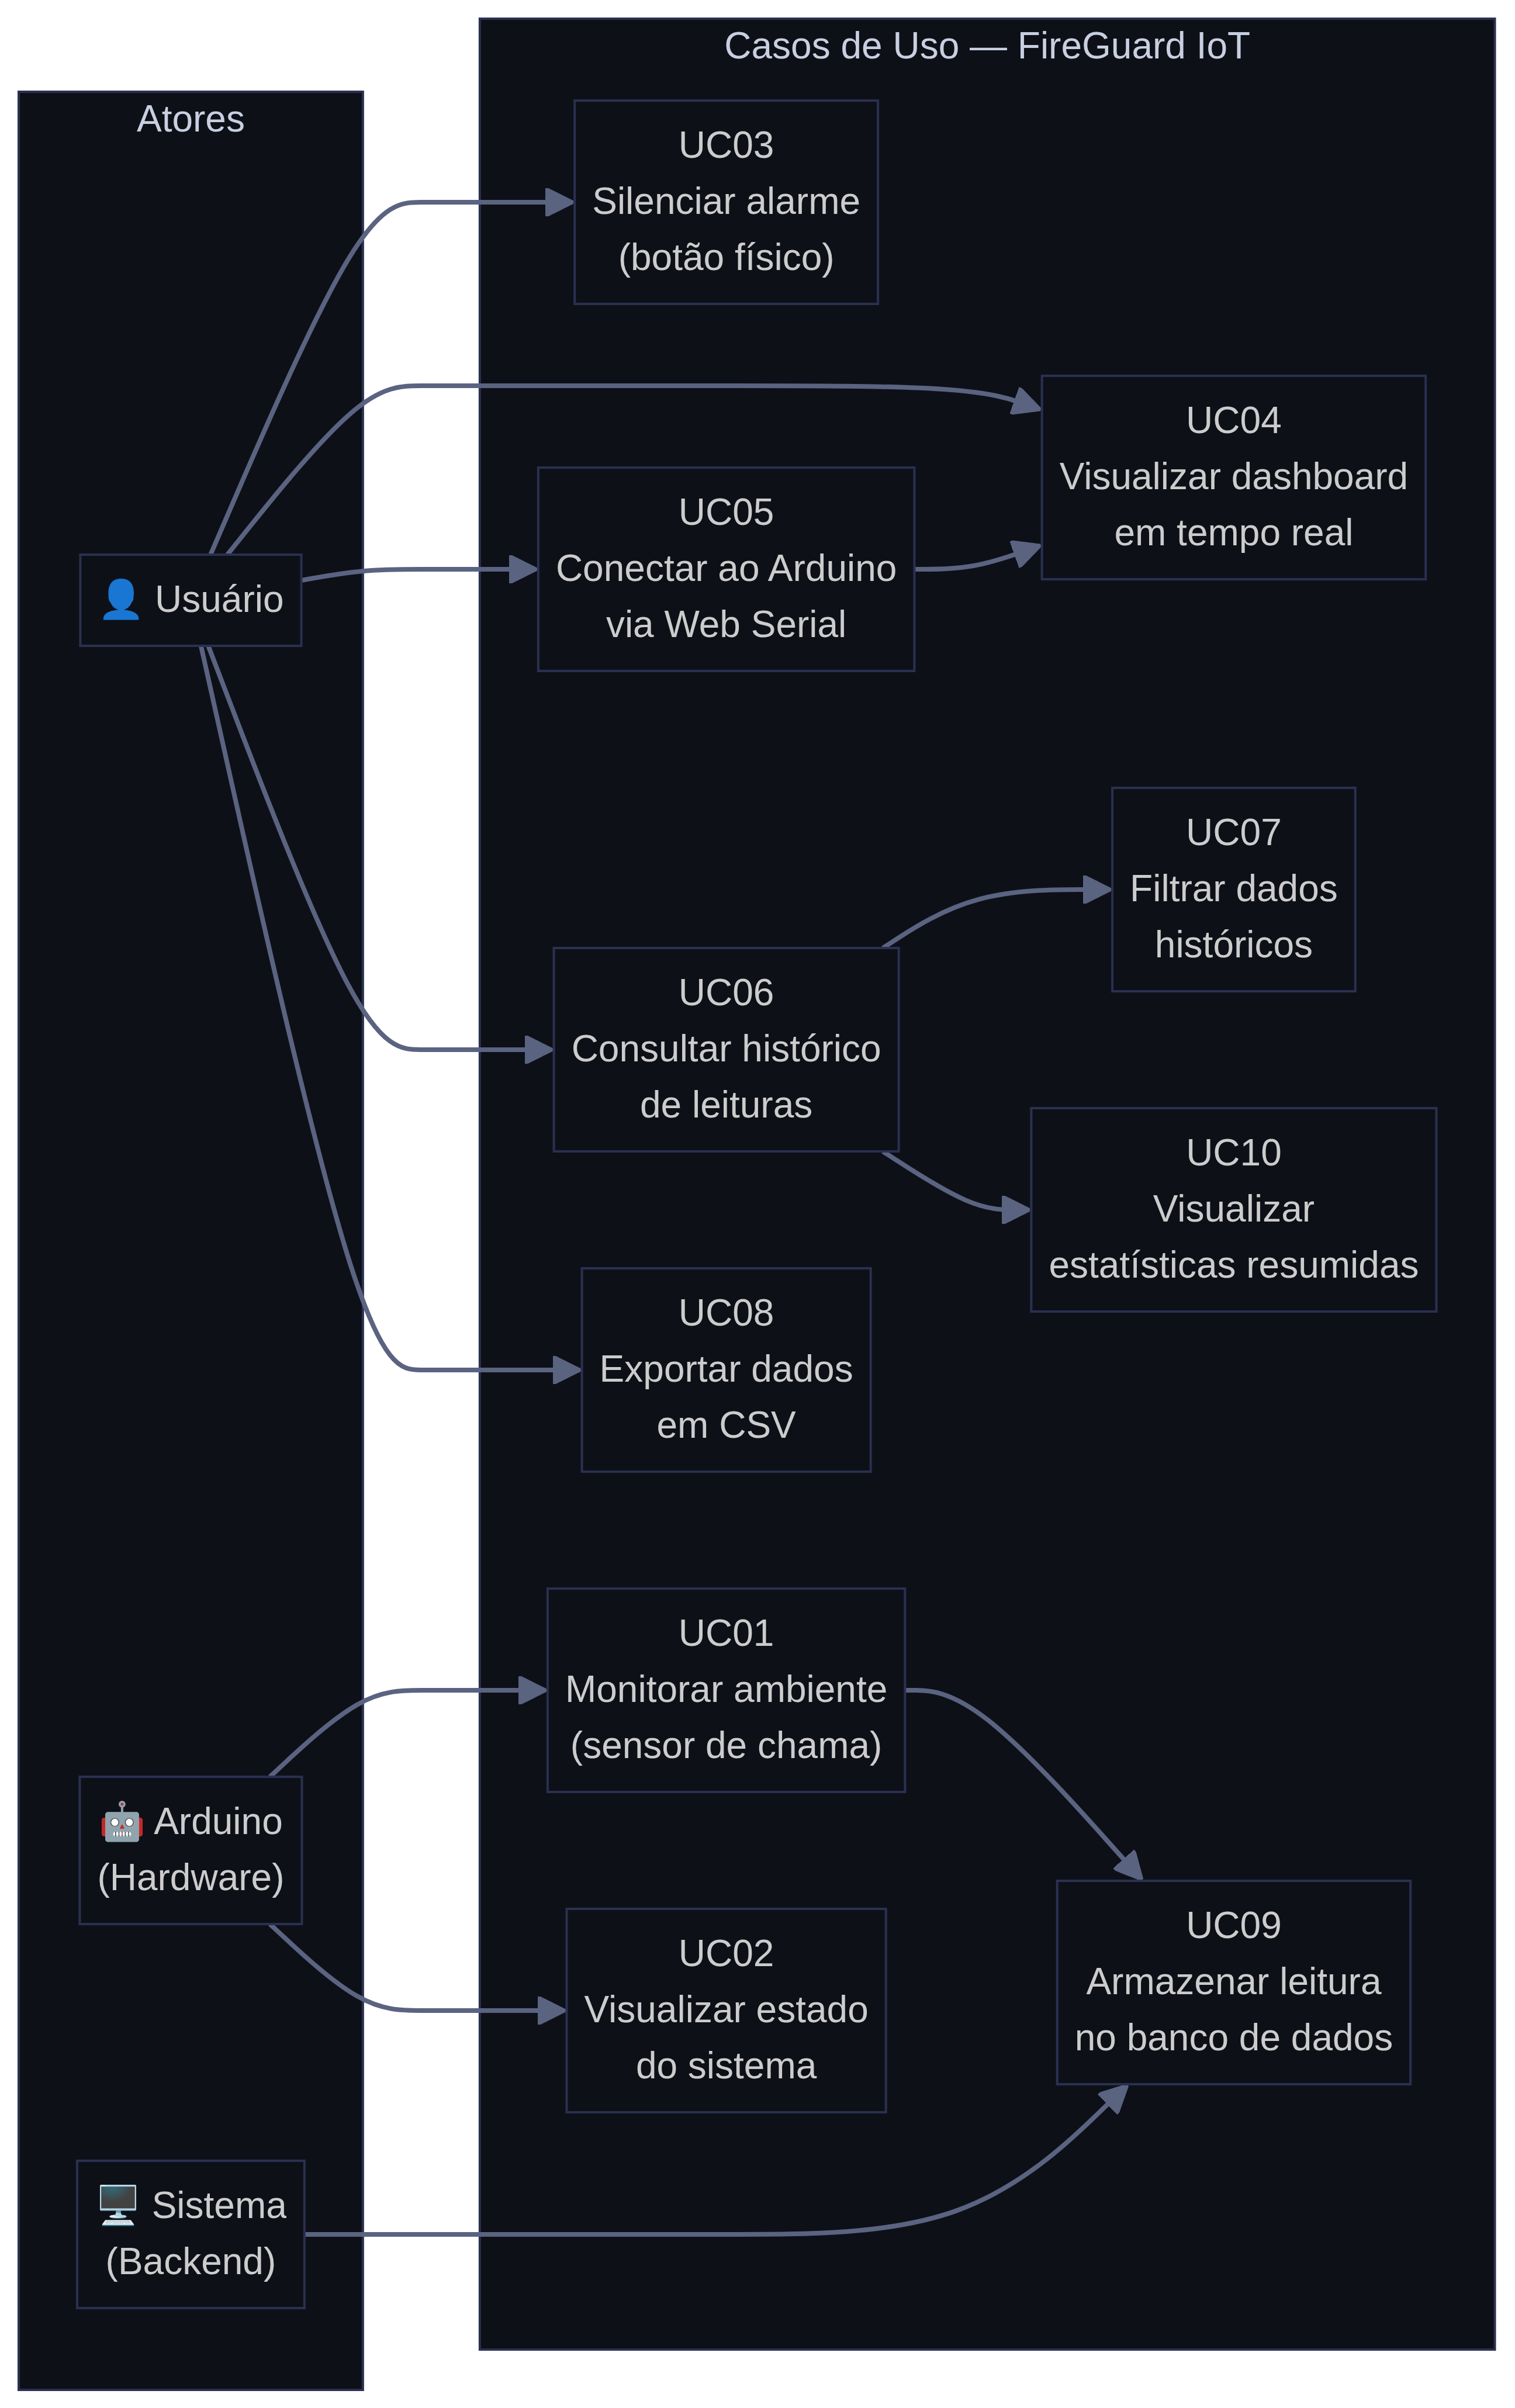 Casos de Uso — FireGuard IoT
Atores
UC03
Silenciar alarme
(botão físico)
UC04
Visualizar dashboard
em tempo real
UC05
Conectar ao Arduino
via Web Serial
Usuário
UC07
Filtrar dados
históricos
UC06
Consultar histórico
de leituras
UC10
Visualizar
estatísticas resumidas
UC08
Exportar dados
em CSV
UC01
Monitorar ambiente
(sensor de chama)
Arduino
(Hardware)
UC02
Visualizar estado
do sistema
UC09
Armazenar leitura
no banco de dados
Sistema
(Backend)